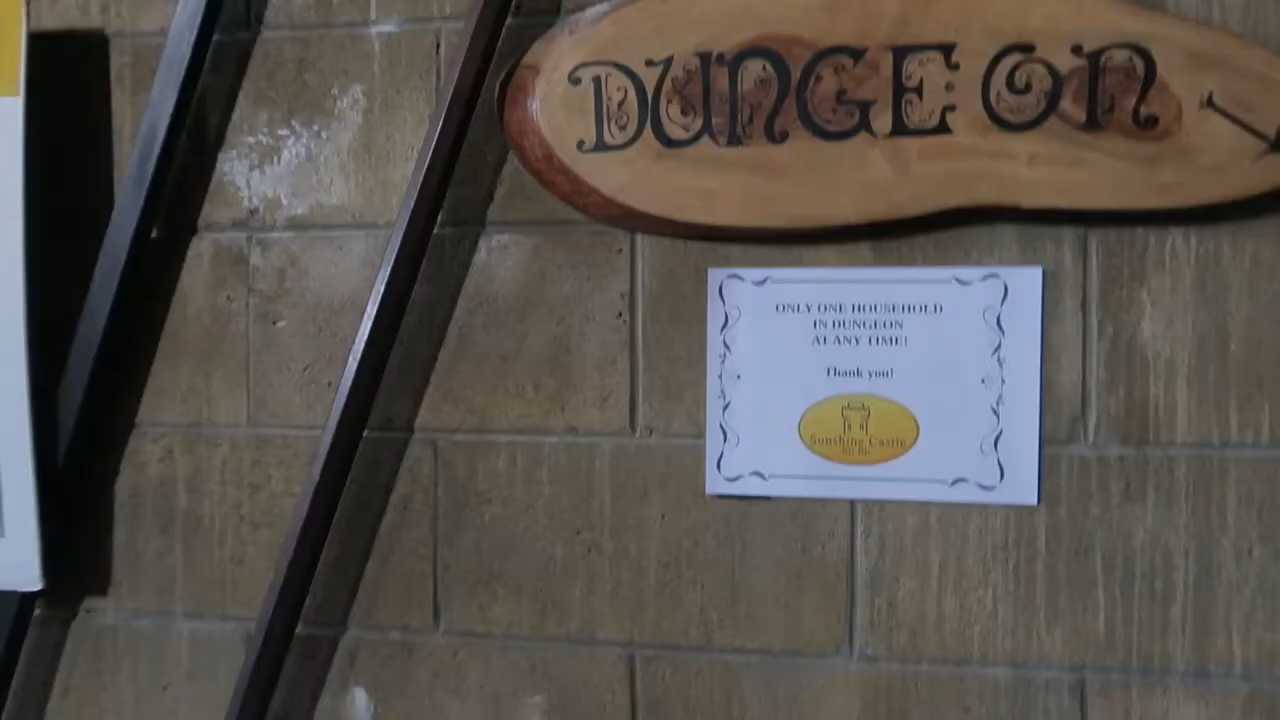 DUNGEON
ONLY ONE HOUSEHOLD
IN DUNGEON
AT ANY TIME!
Thank you!
Sunshine Castle